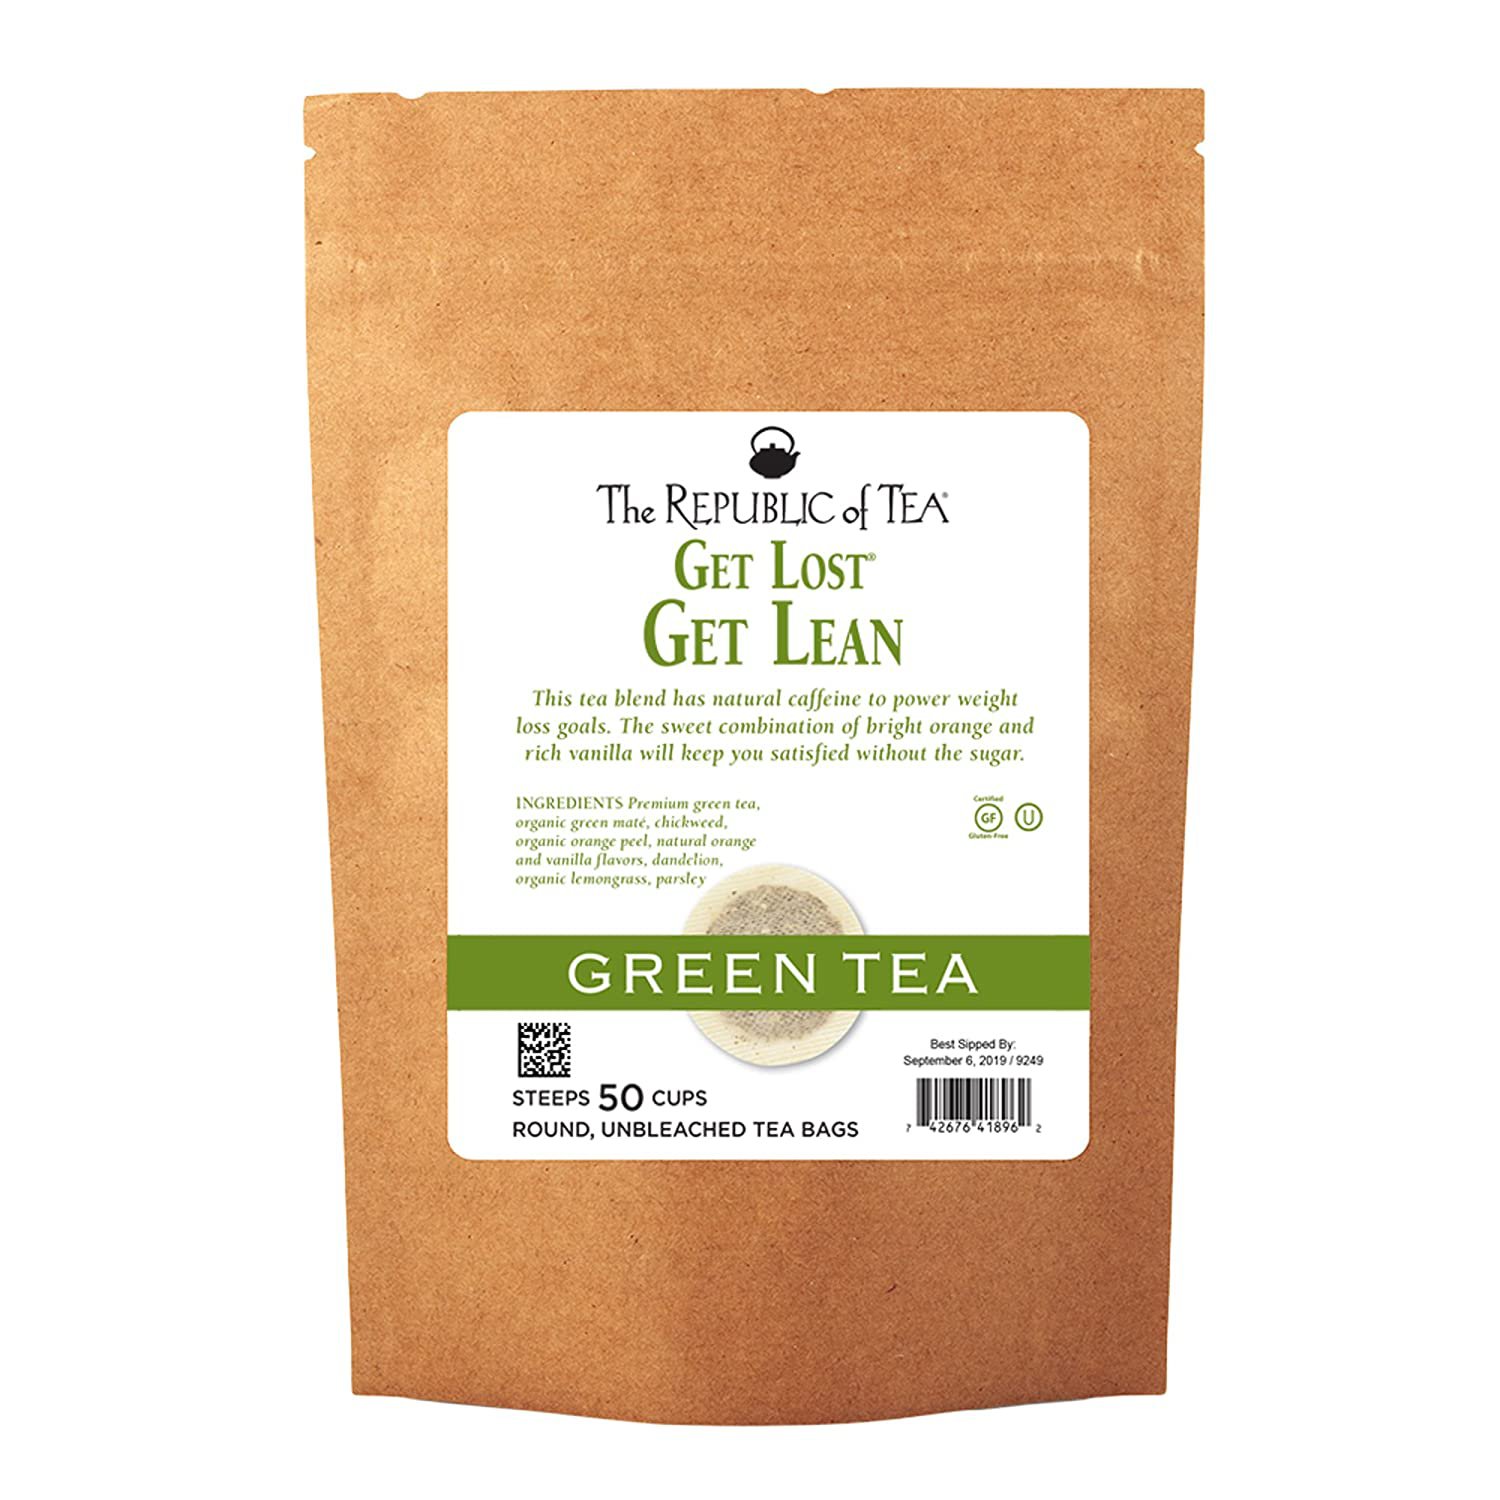 The REPUBLIC of TEA®
GET LOST®
GET LEAN
This tea blend has natural caffeine to power weight
loss goals. The sweet combination of bright orange and
rich vanilla will keep you satisfied without the sugar.
INGREDIENTS Premium green tea,
organic green maté, chickweed,
organic orange peel, natural orange
and vanilla flavors, dandelion,
organic lemongrass, parsley
Certified
GF
Gluten-Free
U
GREEN TEA
Best Sipped By:
September 6, 2019 / 9249
STEEPS 50 CUPS
ROUND, UNBLEACHED TEA BAGS
7 42676 41896 2